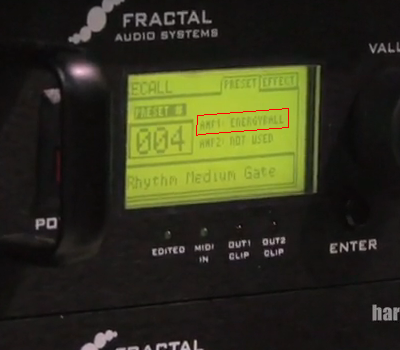 FRACTAL
AUDIO SYSTEMS
VALU
ECALL
PRESET EFFECT
PRESET
AMP1: ENERGYBALL
004
AMP2: NOT USED
Rhythm Medium Gate
PO
EDITED
MIDI IN
OUT1 CLIP
OUT2 CLIP
ENTER
har
FRACTAL